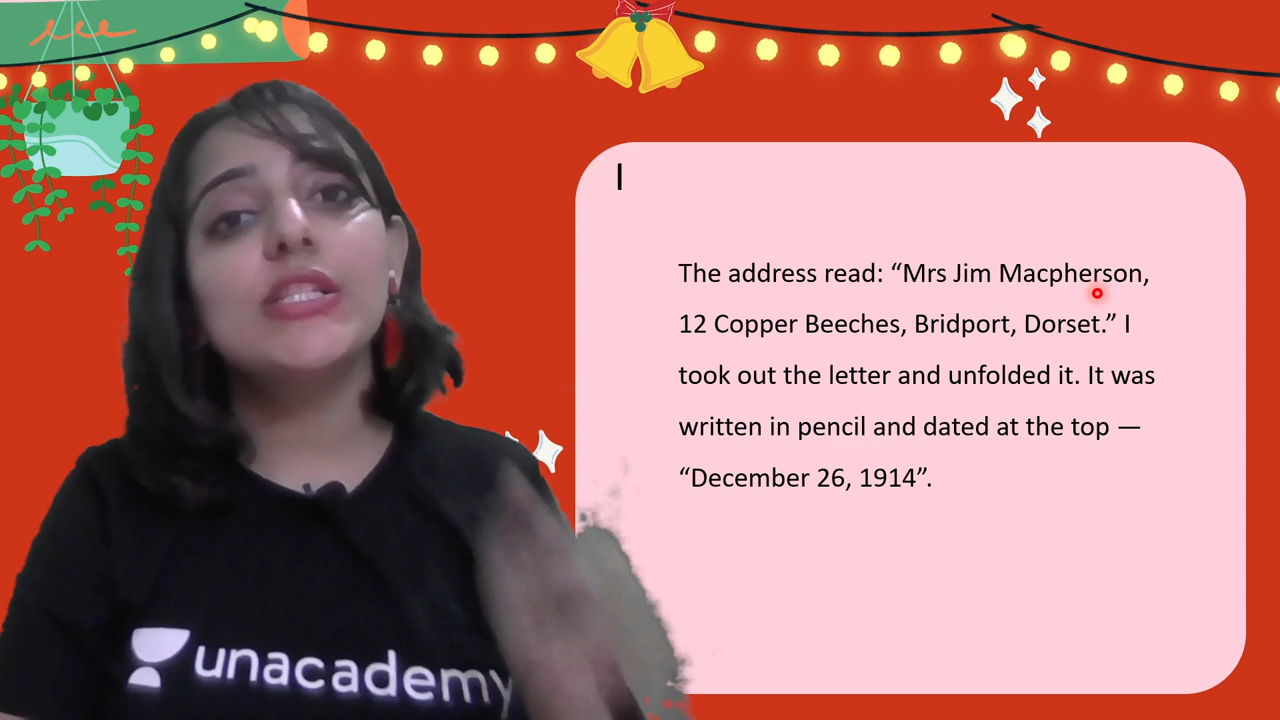 The address read: “Mrs Jim Macpherson,
12 Copper Beeches, Bridport, Dorset.” I
took out the letter and unfolded it. It was
written in pencil and dated at the top —
“December 26, 1914”.
unacademy